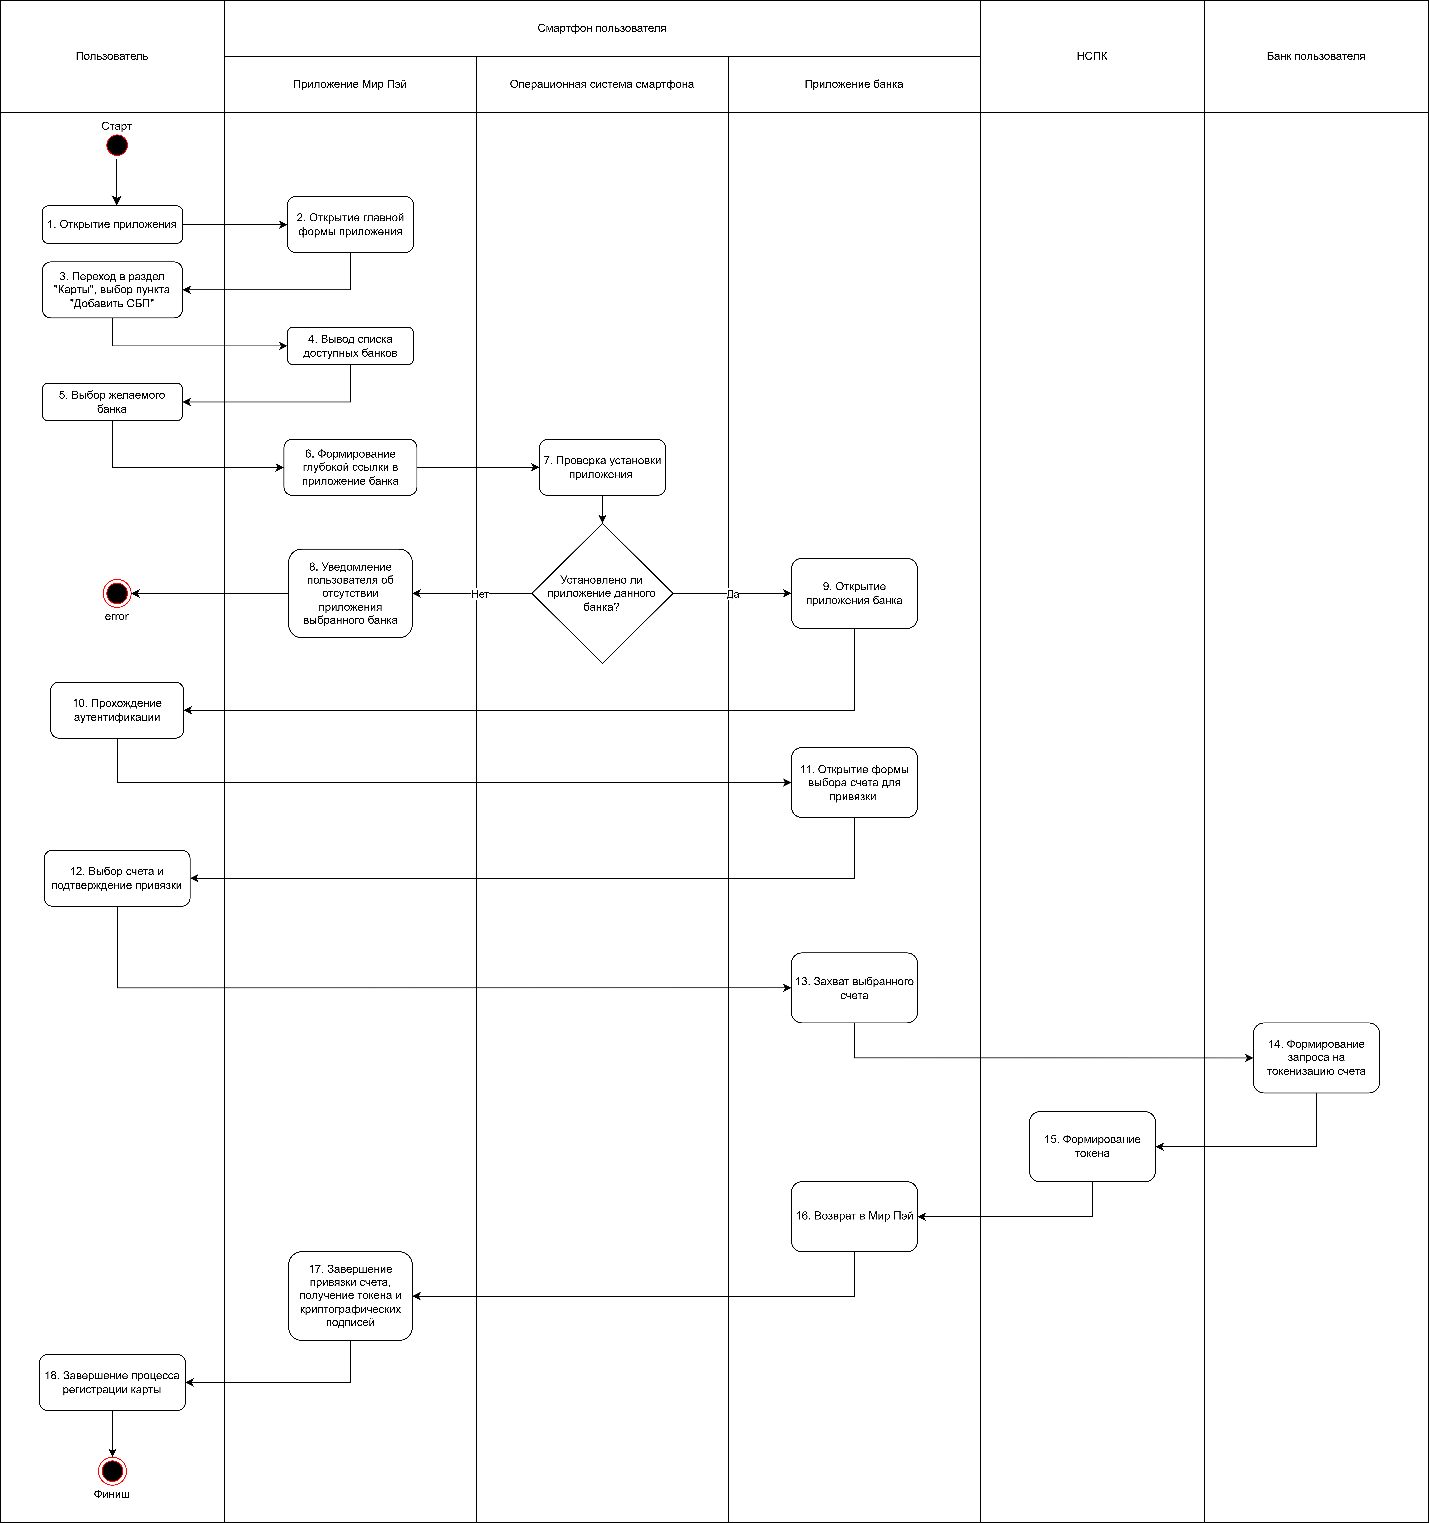 Смартфон пользователя
Пользователь
НСПК
Банк пользователя
Приложение Мир Пэй
Операционная система смартфона
Приложение банка
Старт
1. Открытие приложения
2. Открытие главной
формы приложения
3. Переход в раздел
"Карты", выбор пункта
"Добавить СБП"
4. Вывод списка
доступных банков
5. Выбор желаемого
банка
6. Формирование
глубокой ссылки в
приложение банка
7. Проверка установки
приложения
8. Уведомление
пользователя об
отсутствии
приложения
выбранного банка
Нет
Установлено ли
приложение данного
банка?
Да
9. Открытие
приложения банка
error
10. Прохождение
аутентификации
11. Открытие формы
выбора счета для
привязки
12. Выбор счета и
подтверждение привязки
13. Захват выбранного
счета
14. Формирование
запроса на
токенизацию счета
15. Формирование
токена
16. Возврат в Мир Пэй
17. Завершение
привязки счета,
получение токена и
криптографических
подписей
18. Завершение процесса
регистрации карты
Финиш